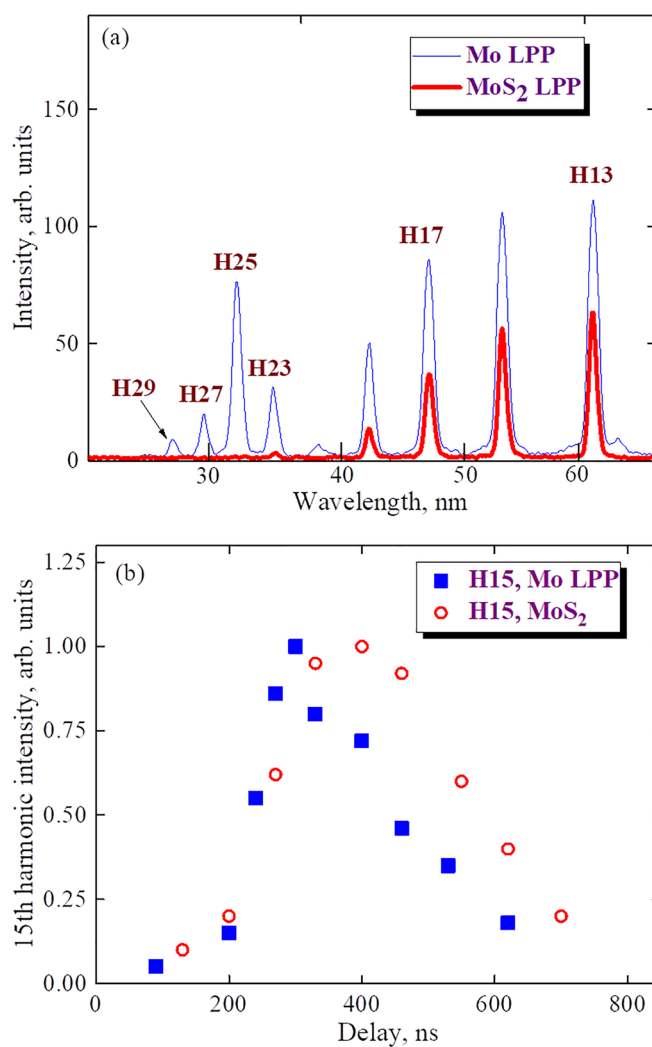 (a)
Mo LPP
MoS2 LPP
150
100
50
0
Intensity, arb. units
H13
H17
H25
H23
H29
H27
30
40
50
60
Wavelength, nm
(b)
H15, Mo LPP
H15, MoS2
1.25
1.00
0.75
0.50
0.25
0.00
15th harmonic intensity, arb. units
0
200
400
600
800
Delay, ns